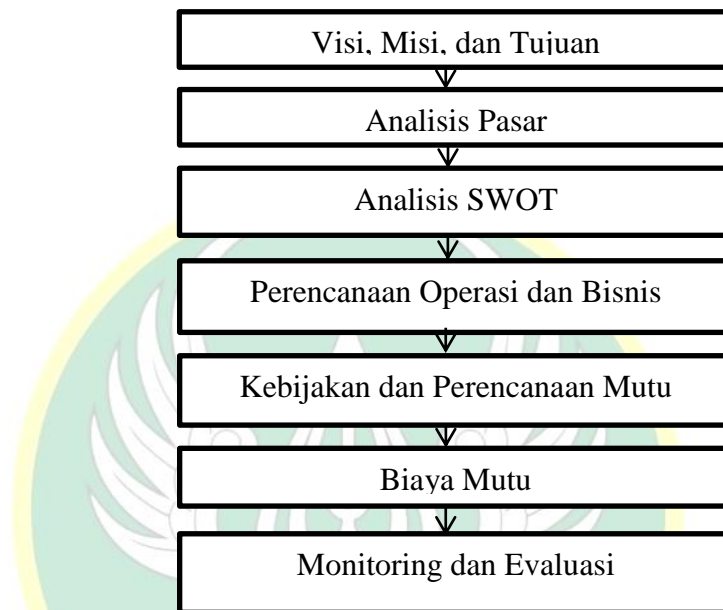 Visi, Misi, dan Tujuan
Analisis Pasar
Analisis SWOT
Perencanaan Operasi dan Bisnis
Kebijakan dan Perencanaan Mutu
Biaya Mutu
Monitoring dan Evaluasi